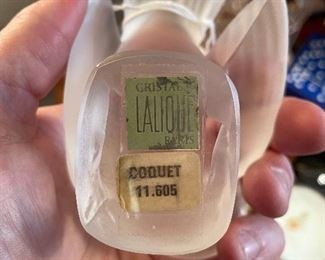 CRISTAL
LALIQUE
PARIS
COQUET
11.605